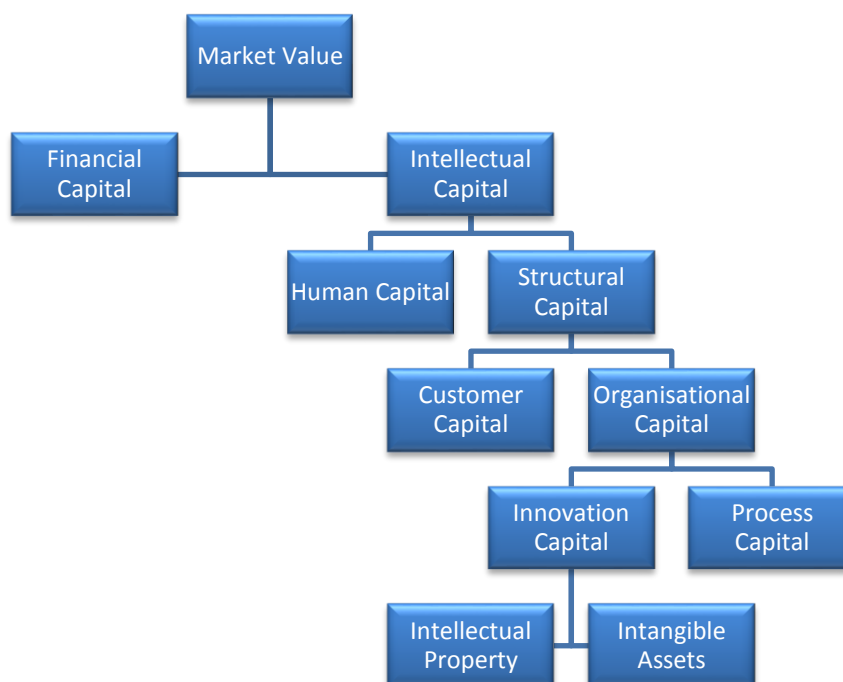 Market Value
Financial
Capital
Intellectual
Capital
Human Capital
Structural
Capital
Customer
Capital
Organisational
Capital
Innovation
Capital
Process
Capital
Intellectual
Property
Intangible
Assets